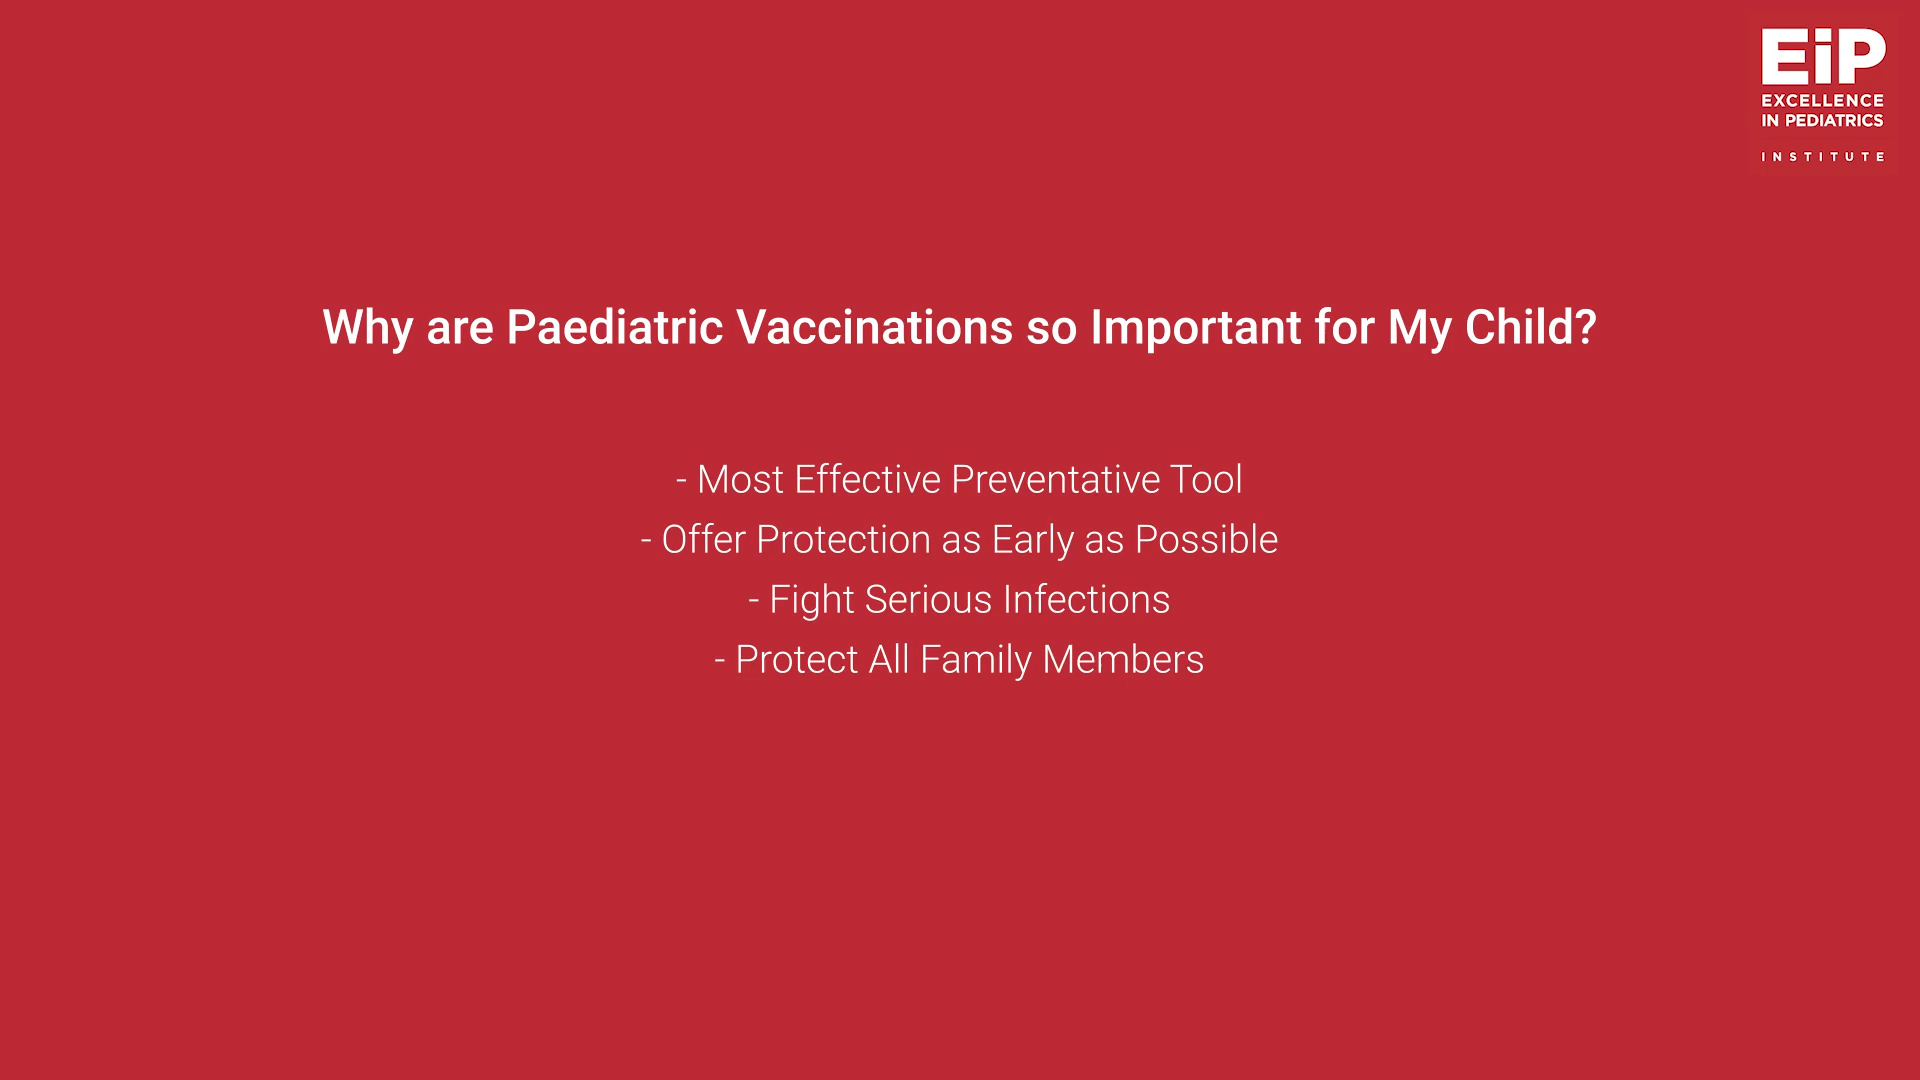 EiP
EXCELLENCE
IN PEDIATRICS
INSTITUTE
Why are Paediatric Vaccinations so Important for My Child?
- Most Effective Preventative Tool
- Offer Protection as Early as Possible
- Fight Serious Infections
- Protect All Family Members